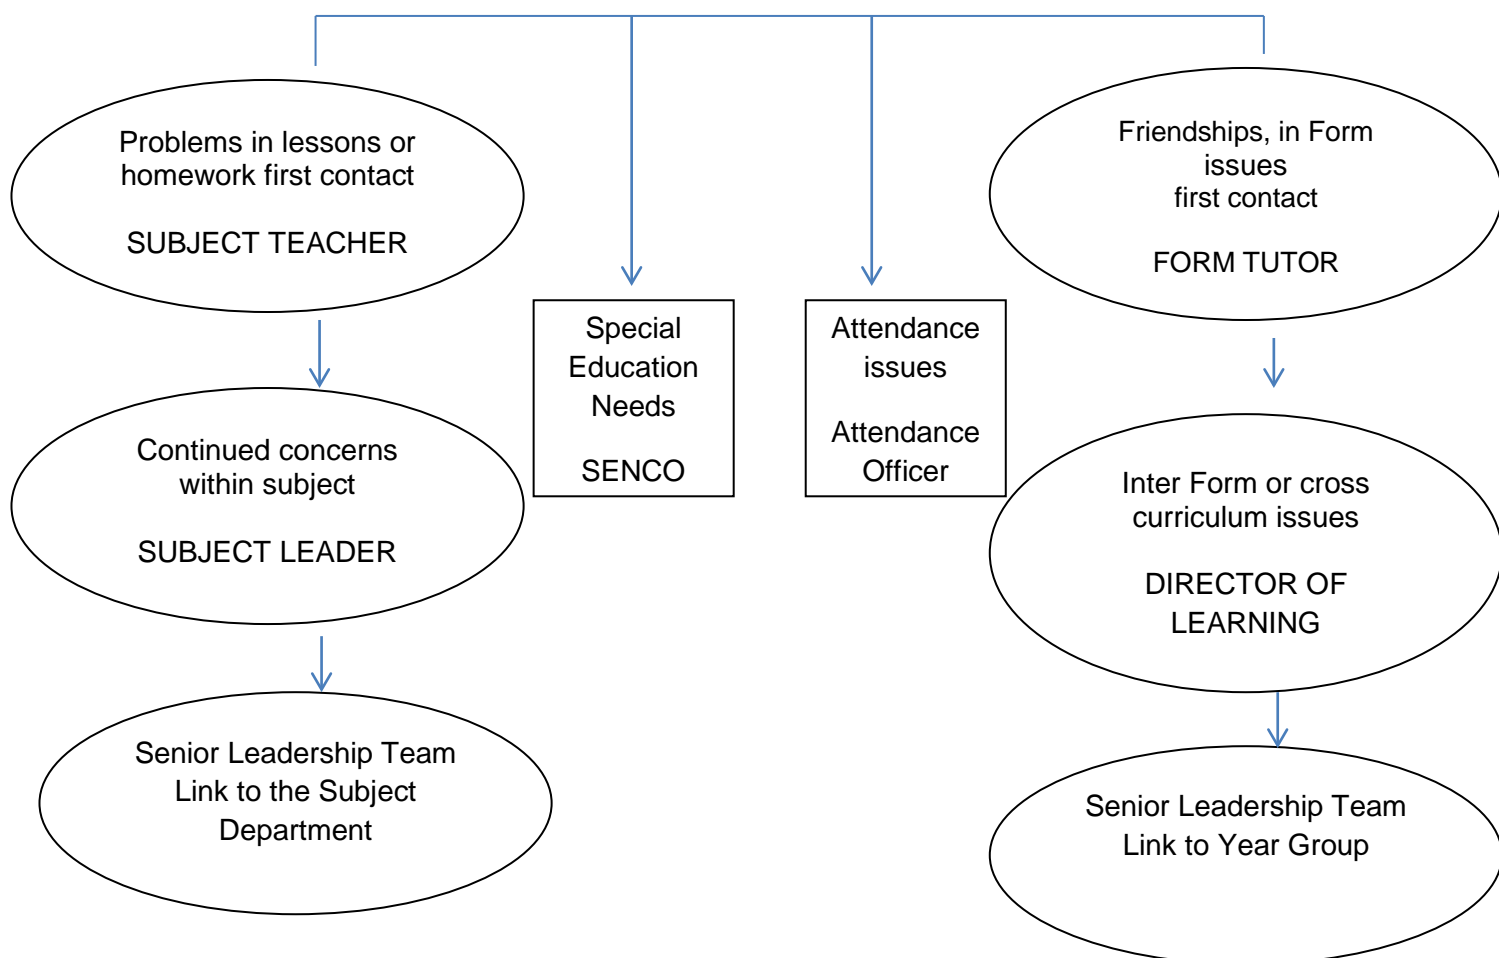 Problems in lessons or
homework first contact
SUBJECT TEACHER
Friendships, in Form
issues
first contact
FORM TUTOR
Special
Education
Needs
SENCO
Attendance
issues
Attendance
Officer
Continued concerns
within subject
SUBJECT LEADER
Inter Form or cross
curriculum issues
DIRECTOR OF
LEARNING
Senior Leadership Team
Link to the Subject
Department
Senior Leadership Team
Link to Year Group